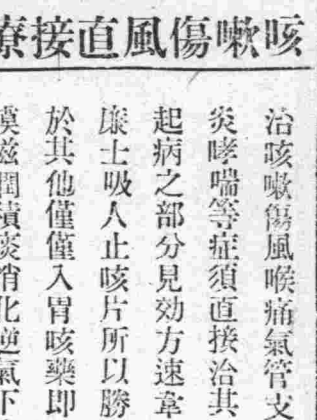 咳嗽傷風直接療
治咳嗽傷風喉痛氣管支
炎哮喘等症須直接治其
起病之部分見効方速韋
廉士吸人止咳片所以勝
於其他僅僅入胃咳藥即
滋潤積痰消化逆氣下